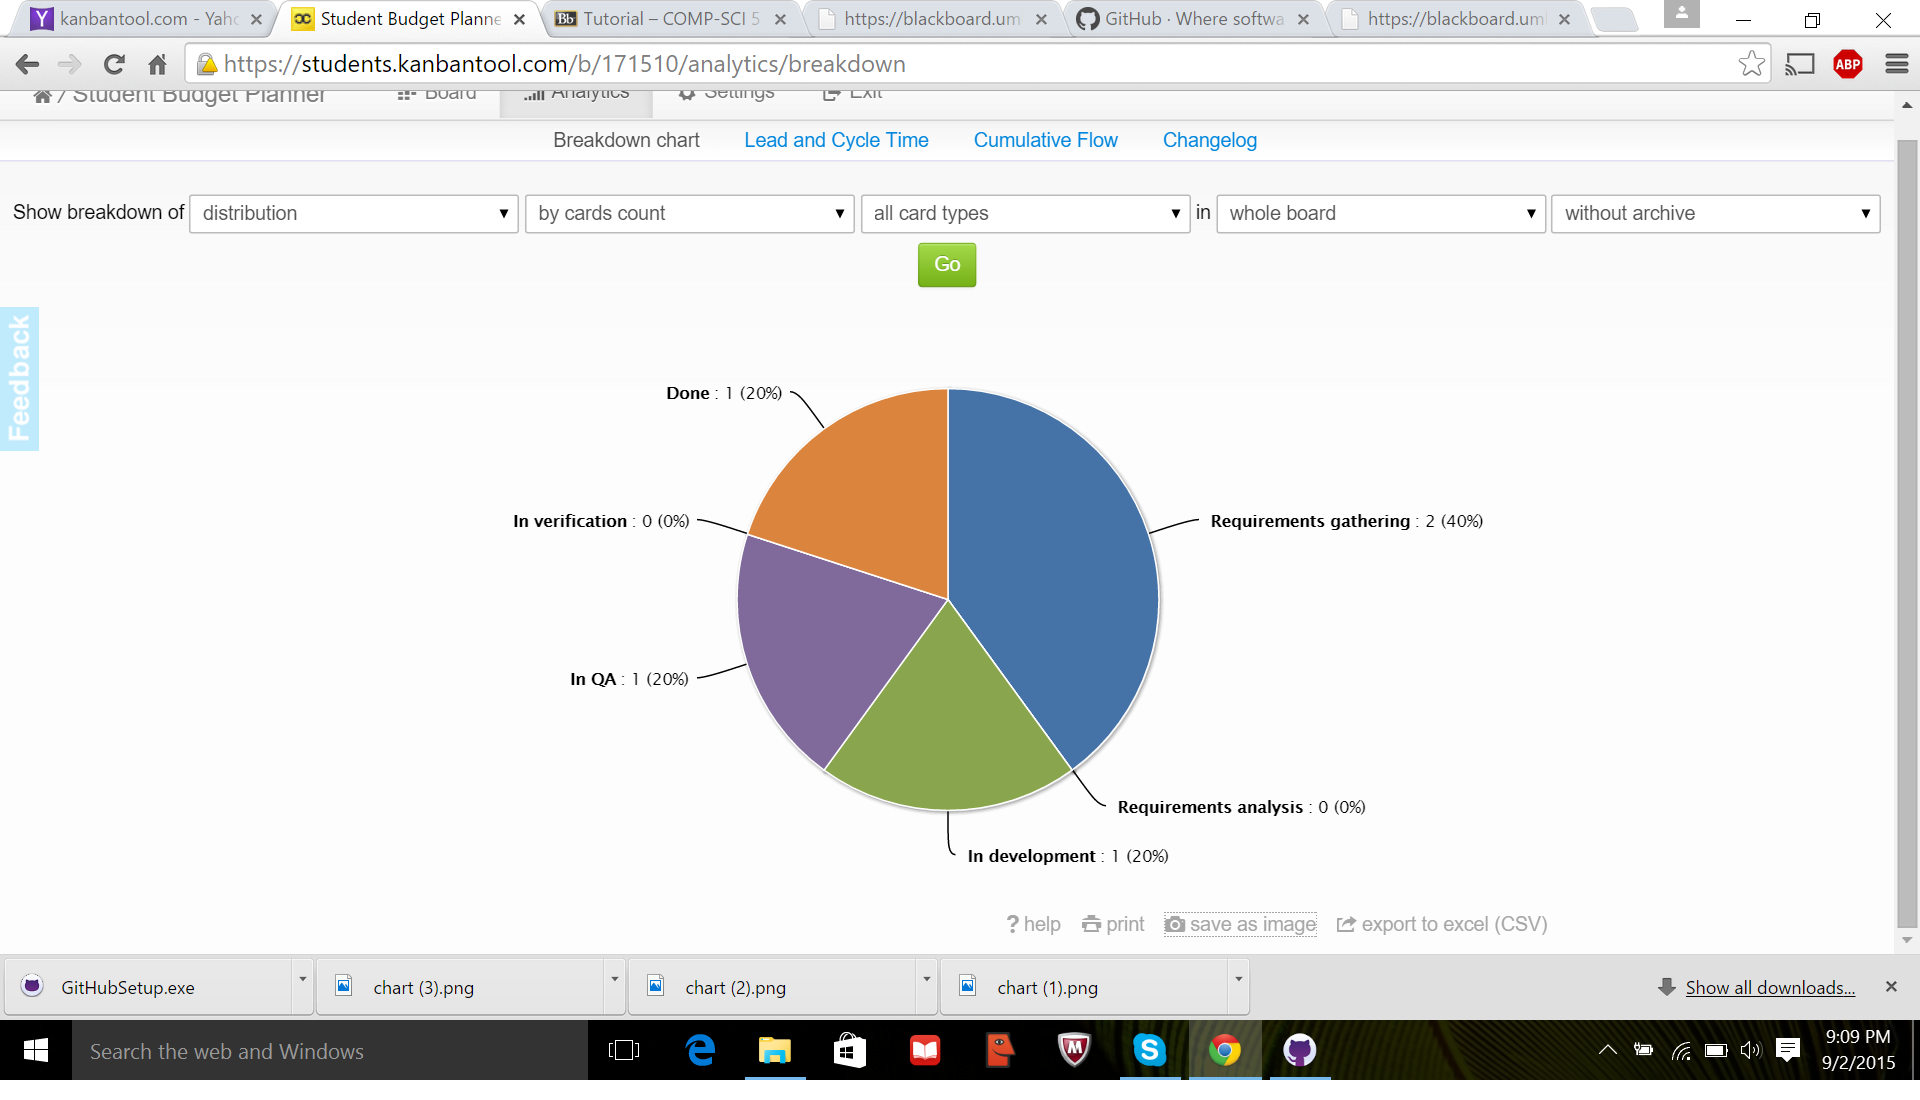 kanbantool.com - Yaho
Student Budget Planne
Bb Tutorial – COMP-SCI 5
https://blackboard.um
GitHub · Where softwa
https://blackboard.uml
https://students.kanbantool.com/b/171510/analytics/breakdown
ABP
/ Student Budget Planner Board Analytics Settings Exit
Breakdown chart Lead and Cycle Time Cumulative Flow Changelog
Show breakdown of distribution by cards count all card types in whole board without archive
Go
Feedback
Done : 1 (20%)
In verification : 0 (0%)
Requirements gathering : 2 (40%)
In QA : 1 (20%)
Requirements analysis : 0 (0%)
In development : 1 (20%)
? help print save as image export to excel (CSV)
GitHubSetup.exe chart (3).png chart (2).png chart (1).png Show all downloads...
Search the web and Windows
9:09 PM
9/2/2015